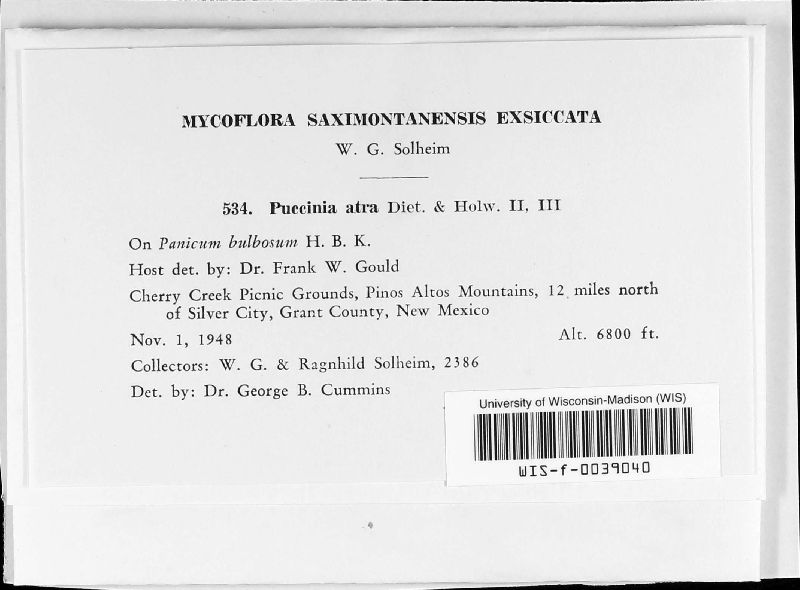 MYCOFLORA SAXIMONTANENSIS EXSICCATA
W. G. Solheim
534. Puccinia atra Diet. & Holw. II, III
On Panicum bulbosum H. B. K.
Host det. by: Dr. Frank W. Gould
Cherry Creek Picnic Grounds, Pinos Altos Mountains, 12 miles north
of Silver City, Grant County, New Mexico
Nov. 1, 1948 Alt. 6800 ft.
Collectors: W. G. & Ragnhild Solheim, 2386
Det. by: Dr. George B. Cummins
University of Wisconsin-Madison (WIS)
WIS-f-0039040